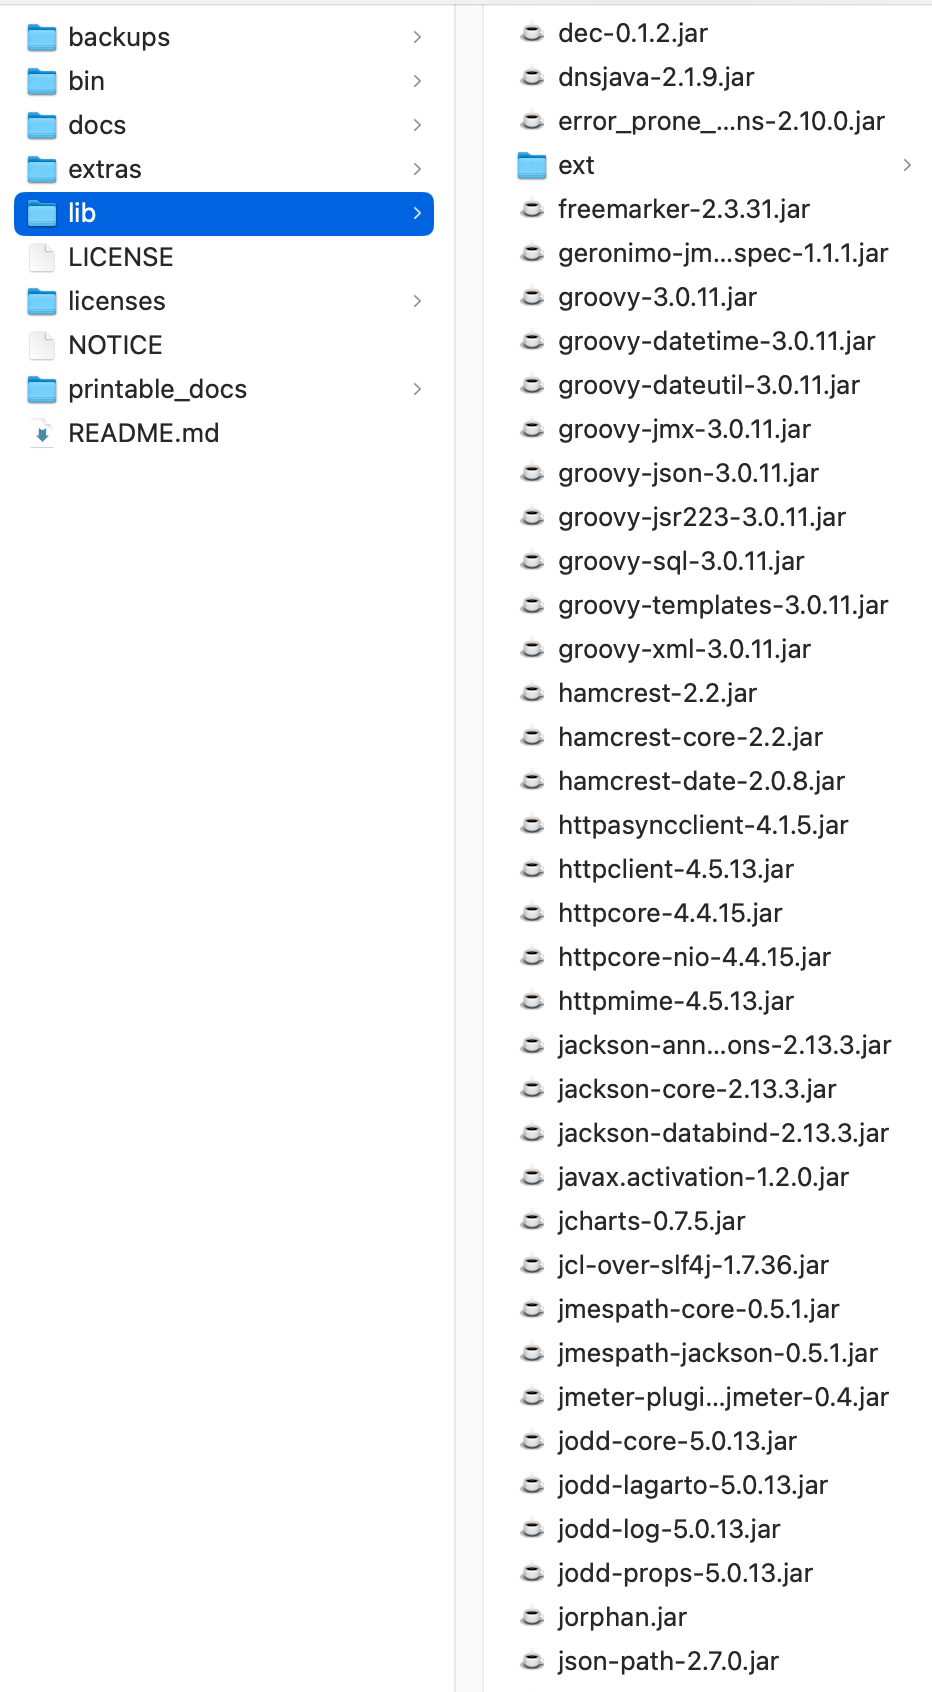 backups
bin
docs
extras
lib
LICENSE
licenses
NOTICE
printable_docs
README.md
dec-0.1.2.jar
dnsjava-2.1.9.jar
error_prone_...ns-2.10.0.jar
ext
freemarker-2.3.31.jar
geronimo-jm...spec-1.1.1.jar
groovy-3.0.11.jar
groovy-datetime-3.0.11.jar
groovy-dateutil-3.0.11.jar
groovy-jmx-3.0.11.jar
groovy-json-3.0.11.jar
groovy-jsr223-3.0.11.jar
groovy-sql-3.0.11.jar
groovy-templates-3.0.11.jar
groovy-xml-3.0.11.jar
hamcrest-2.2.jar
hamcrest-core-2.2.jar
hamcrest-date-2.0.8.jar
httpasyncclient-4.1.5.jar
httpclient-4.5.13.jar
httpcore-4.4.15.jar
httpcore-nio-4.4.15.jar
httpmime-4.5.13.jar
jackson-ann...ons-2.13.3.jar
jackson-core-2.13.3.jar
jackson-databind-2.13.3.jar
javax.activation-1.2.0.jar
jcharts-0.7.5.jar
jcl-over-slf4j-1.7.36.jar
jmespath-core-0.5.1.jar
jmespath-jackson-0.5.1.jar
jmeter-plugi...jmeter-0.4.jar
jodd-core-5.0.13.jar
jodd-lagarto-5.0.13.jar
jodd-log-5.0.13.jar
jodd-props-5.0.13.jar
jorphan.jar
json-path-2.7.0.jar